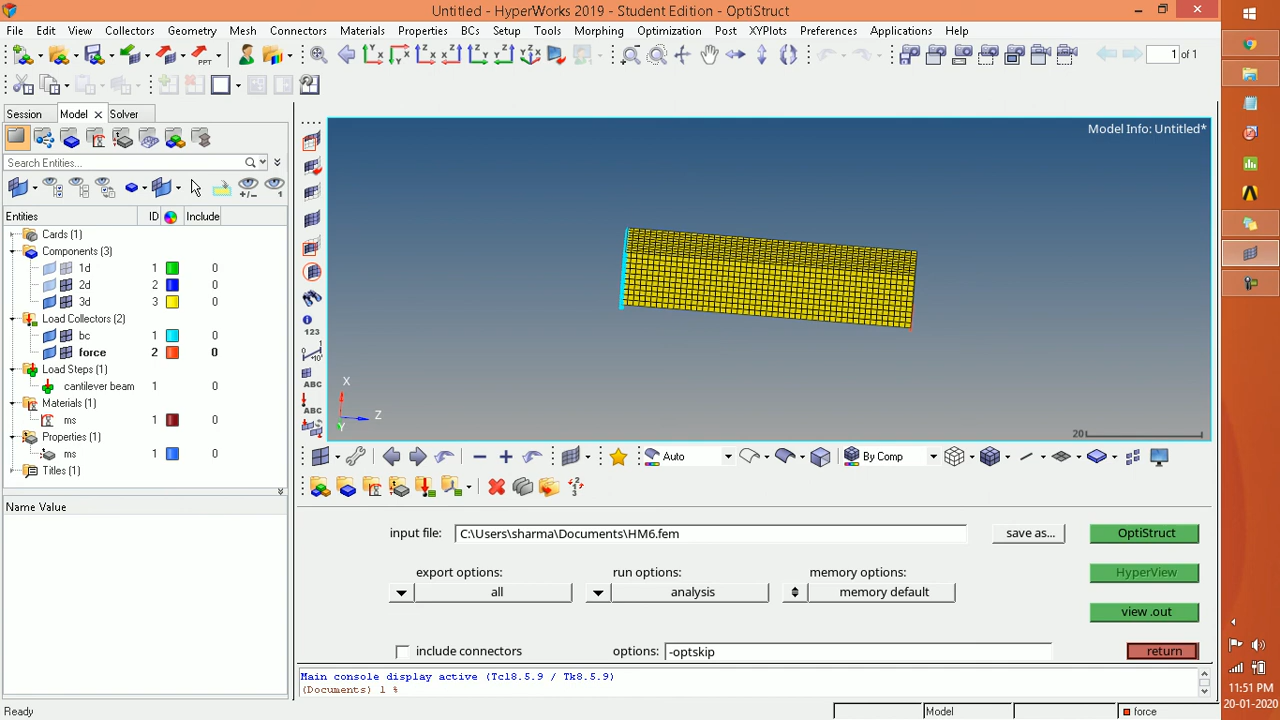 Untitled - HyperWorks 2019 - Student Edition - OptiStruct
File Edit View Collectors Geometry Mesh Connectors Materials Properties BCs Setup Tools Morphing Optimization Post XYPlots Preferences Applications Help
1 of 1
Session Model Solver
Model Info: Untitled*
Search Entities...
Entities ID Include
Cards (1)
Components (3)
1d 1 0
2d 2 0
3d 3 0
Load Collectors (2)
bc 1 0
force 2 0
Load Steps (1)
cantilever beam 1 0
Materials (1)
ms 1 0
Properties (1)
ms 1 0
Titles (1)
123
ABC
ABC
X
Z
Y
20
Auto
By Comp
Name Value
input file: C:\Users\sharma\Documents\HM6.fem save as... OptiStruct
export options: run options: memory options: HyperView
all analysis memory default
view .out
include connectors options: -optskip return
Main console display active (Tcl8.5.9 / Tk8.5.9)
(Documents) 1 %
Ready Model force
11:51 PM
20-01-2020